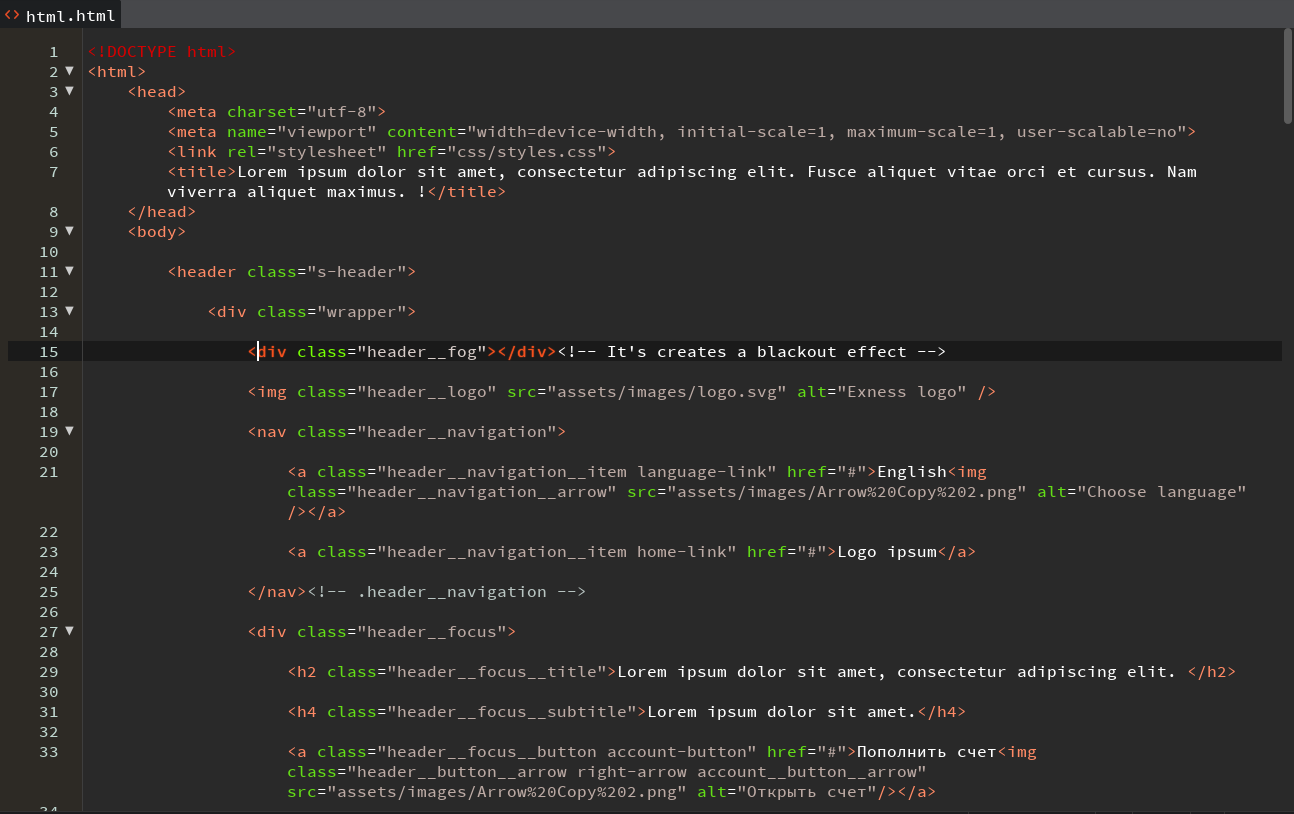 html.html
1 <!DOCTYPE html>
2 <html>
3 <head>
4 <meta charset="utf-8">
5 <meta name="viewport" content="width=device-width, initial-scale=1, maximum-scale=1, user-scalable=no">
6 <link rel="stylesheet" href="css/styles.css">
7 <title>Lorem ipsum dolor sit amet, consectetur adipiscing elit. Fusce aliquet vitae orci et cursus. Nam
viverra aliquet maximus. !</title>
8 </head>
9 <body>
10
11 <header class="s-header">
12
13 <div class="wrapper">
14
15 <div class="header__fog"></div><!-- It's creates a blackout effect -->
16
17 <img class="header__logo" src="assets/images/logo.svg" alt="Exness logo" />
18
19 <nav class="header__navigation">
20
21 <a class="header__navigation__item language-link" href="#">English<img
class="header__navigation__arrow" src="assets/images/Arrow%20Copy%202.png" alt="Choose language"
/></a>
22
23 <a class="header__navigation__item home-link" href="#">Logo ipsum</a>
24
25 </nav><!-- .header__navigation -->
26
27 <div class="header__focus">
28
29 <h2 class="header__focus__title">Lorem ipsum dolor sit amet, consectetur adipiscing elit. </h2>
30
31 <h4 class="header__focus__subtitle">Lorem ipsum dolor sit amet.</h4>
32
33 <a class="header__focus__button account-button" href="#">Пополнить счет<img
class="header__button__arrow right-arrow account__button__arrow"
src="assets/images/Arrow%20Copy%202.png" alt="Открыть счет"/></a>
34